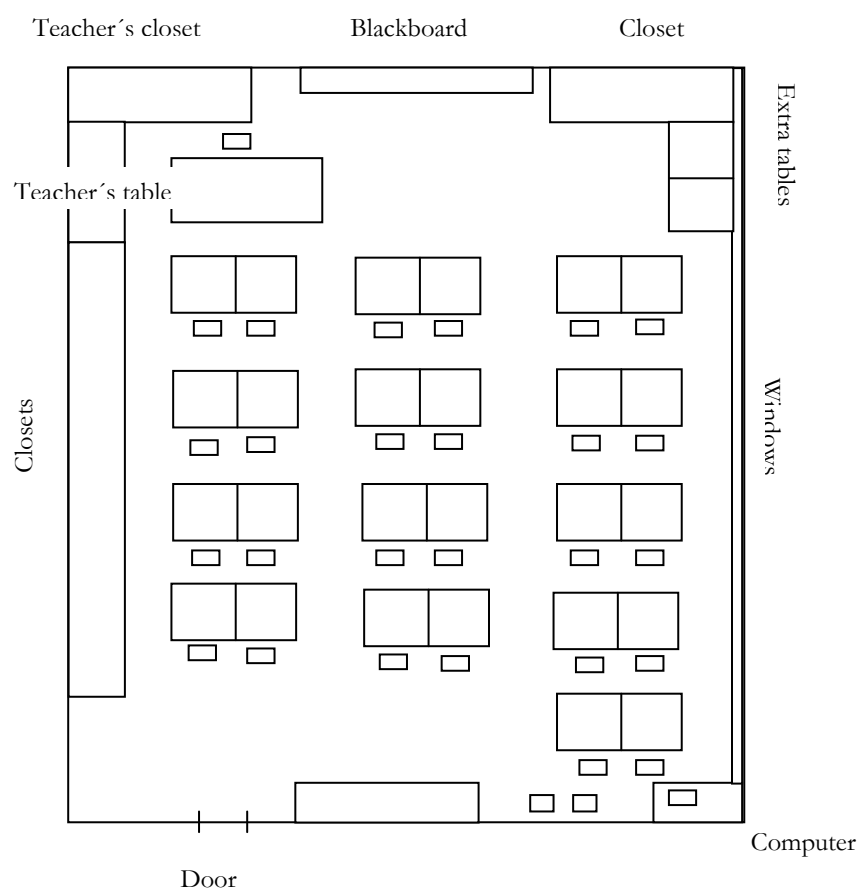 Teacher´s closet
Blackboard
Closet
Extra tables
Teacher´s table
Closets
Windows
Computer
Door